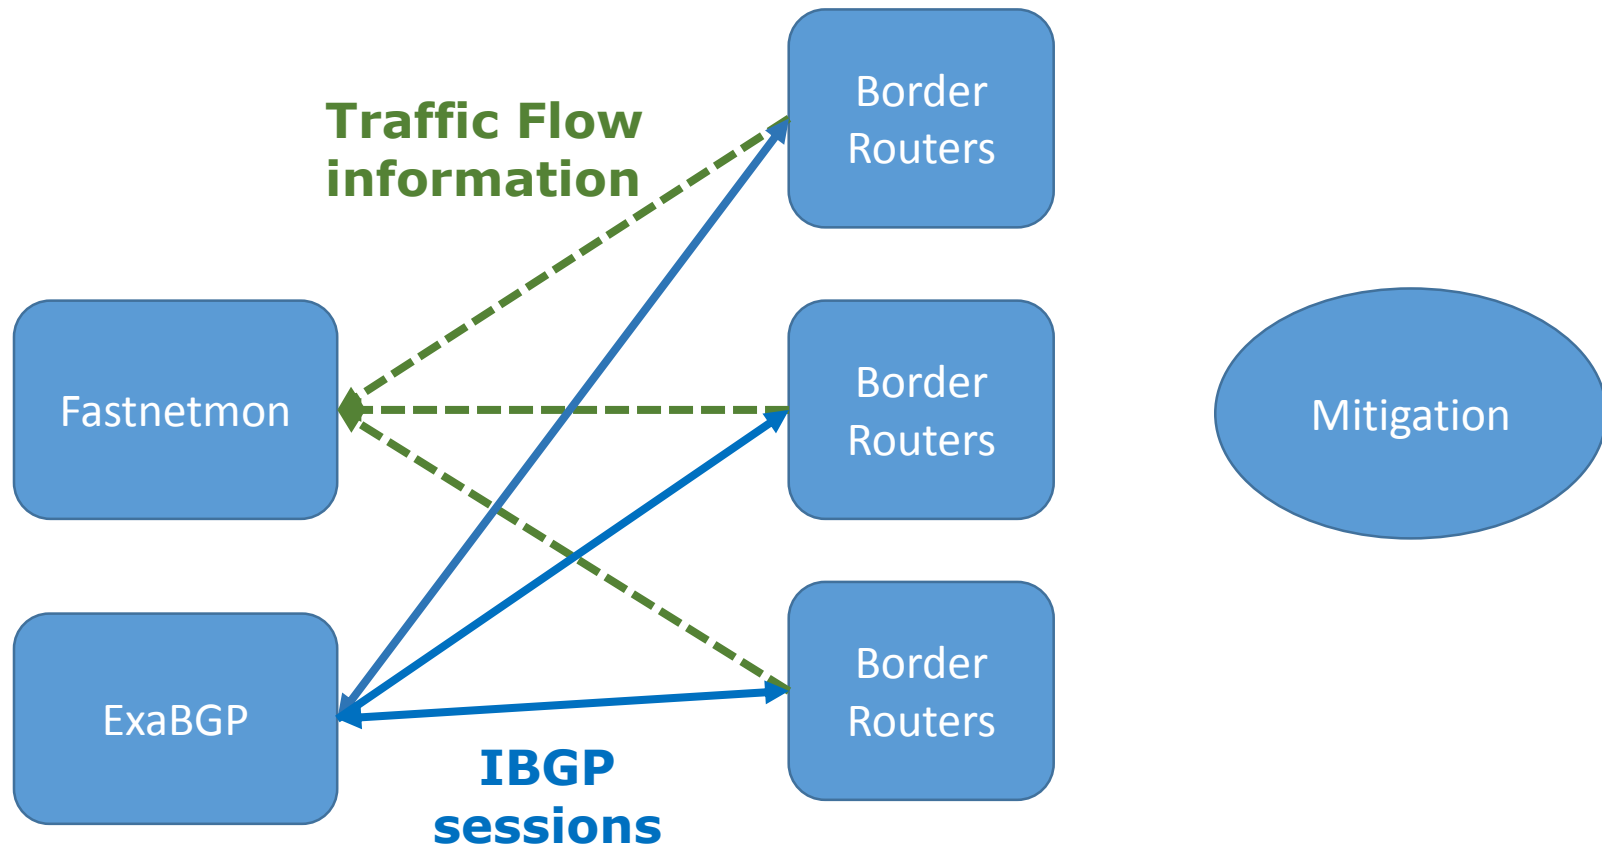 Border
Routers
Traffic Flow
information
Fastnetmon
Border
Routers
Mitigation
ExaBGP
Border
Routers
IBGP
sessions